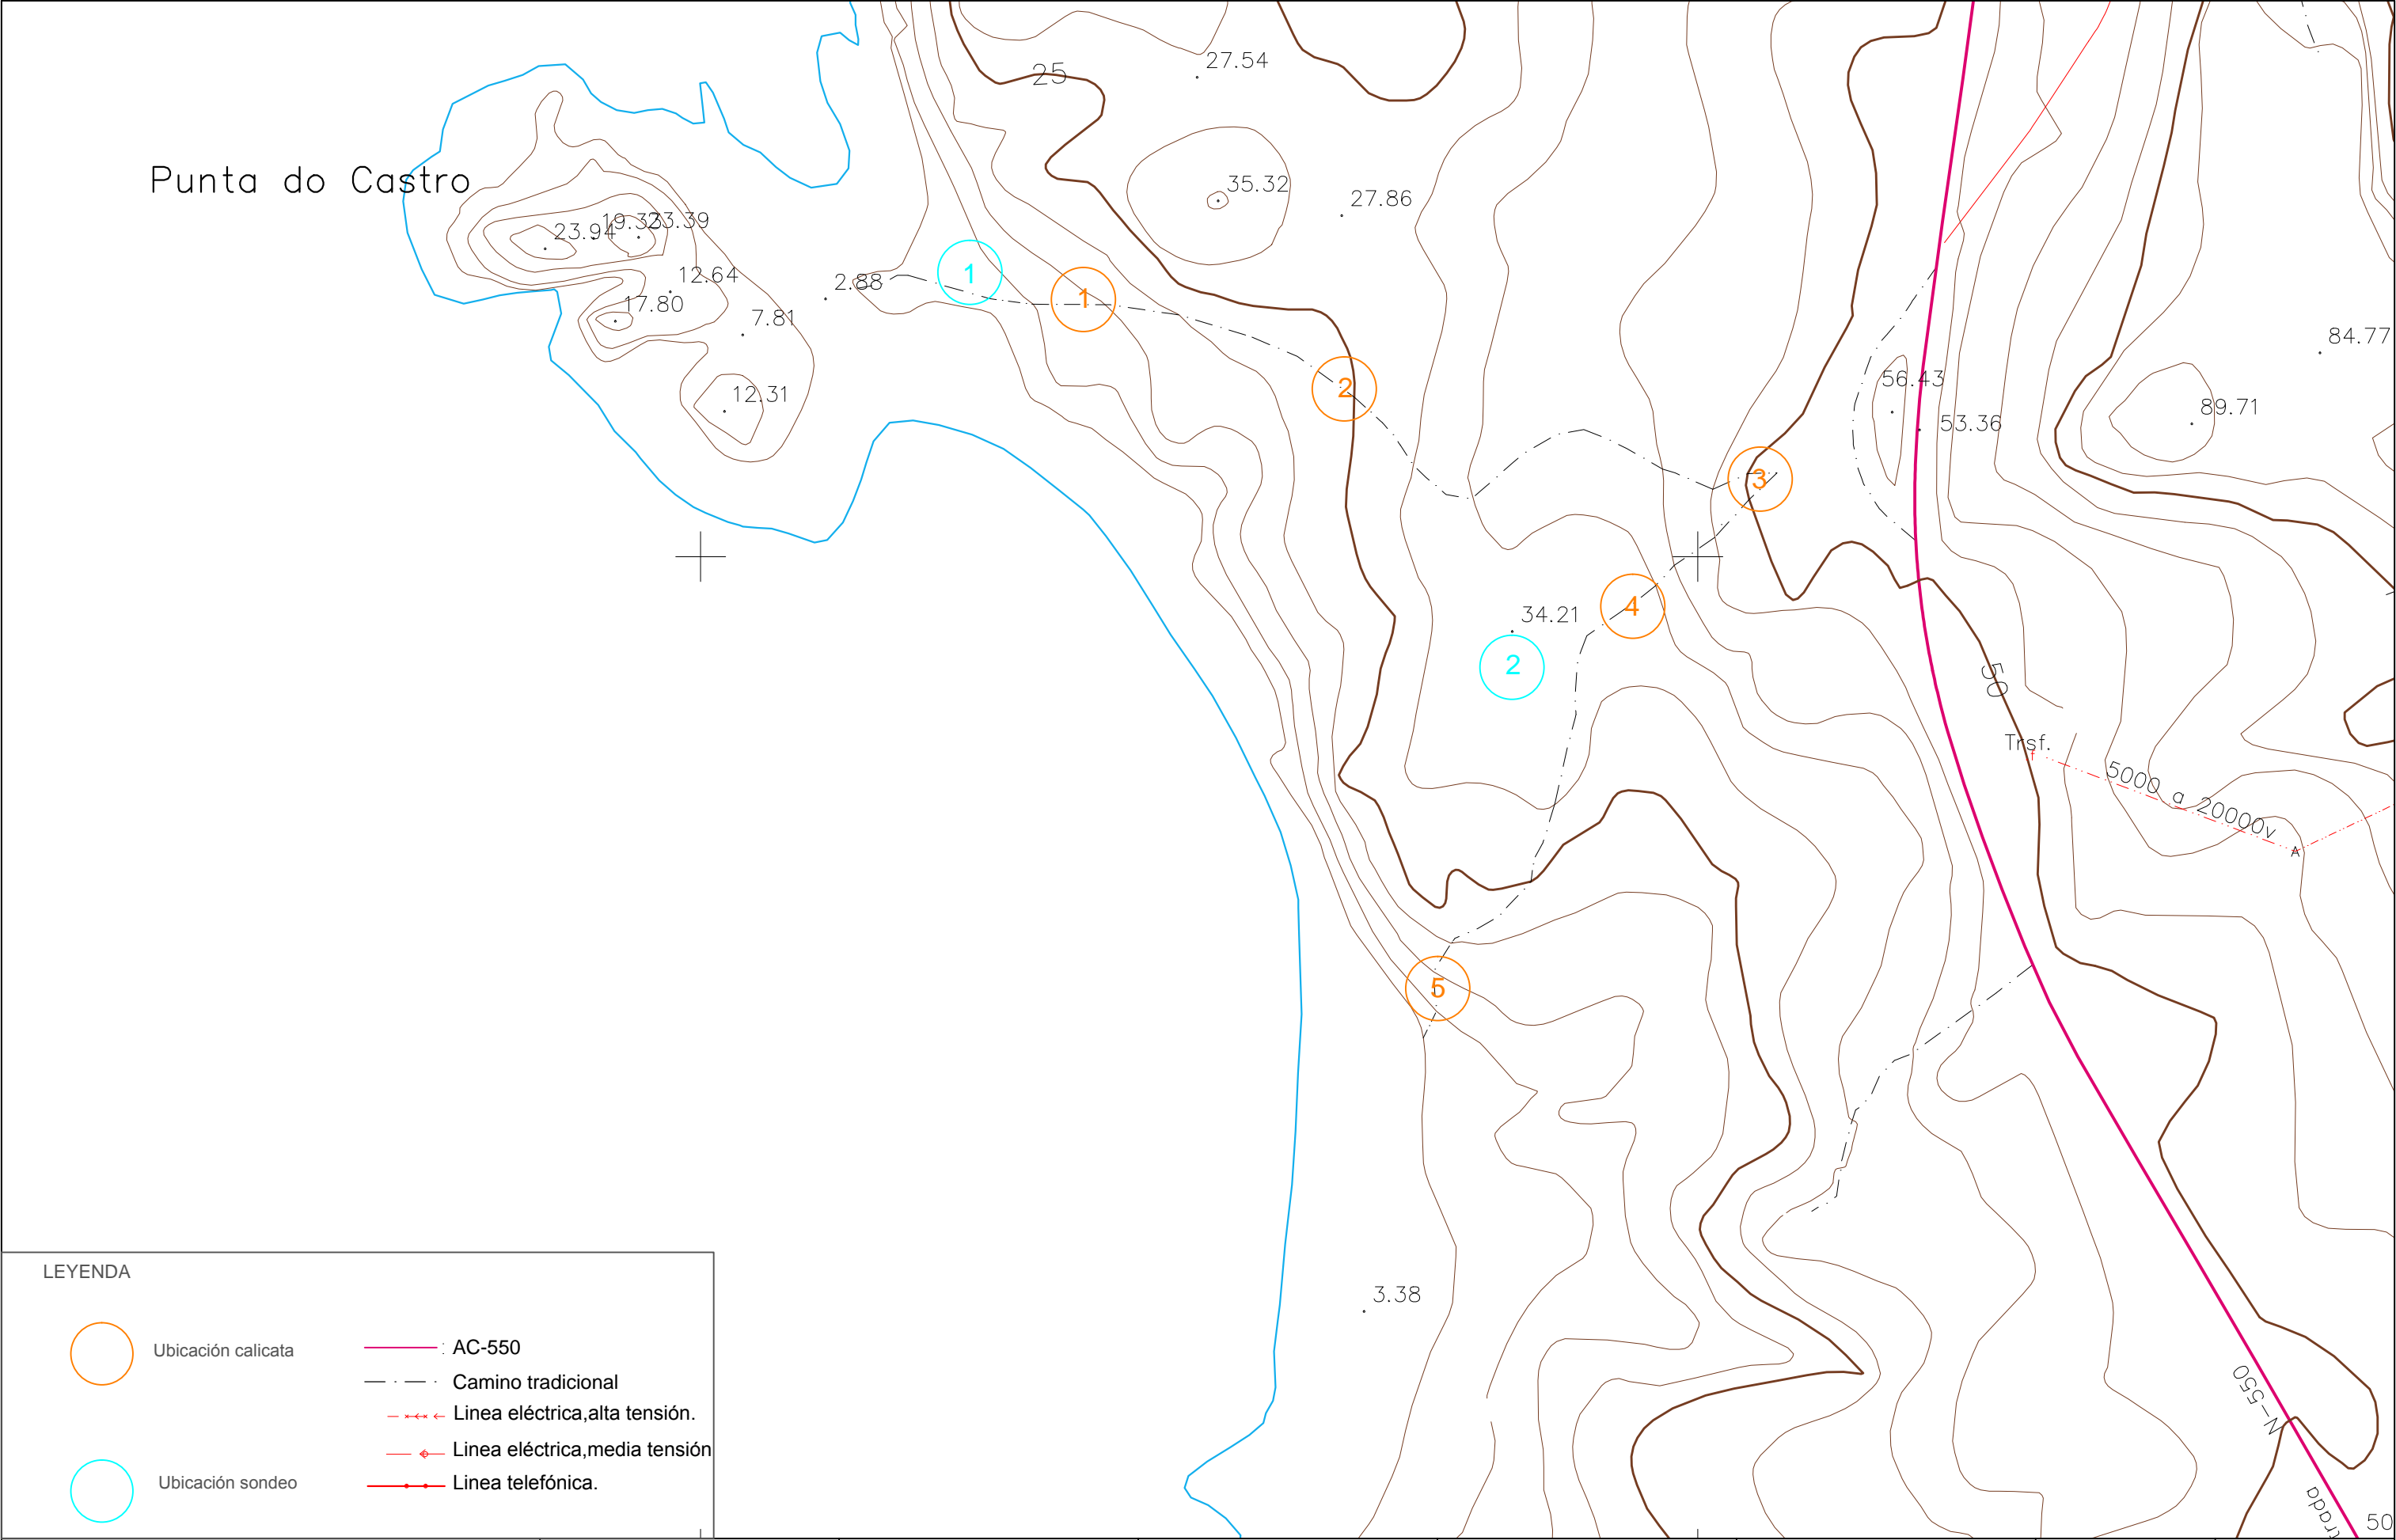 27.54
25
Punta do Castro
35.32
27.86
23.94
19.33
23.39
12.64
2.88
1
1
17.80
7.81
84.77
12.31
2
56.43
89.71
53.36
3
34.21
4
2
50
Trsf.
5000 a 20000v
A
5
3.38
LEYENDA
Ubicación calicata
AC-550
Camino tradicional
Linea eléctrica,alta tensión.
Linea eléctrica,media tensión
Ubicación sondeo
Linea telefónica.
N-550
trada
50